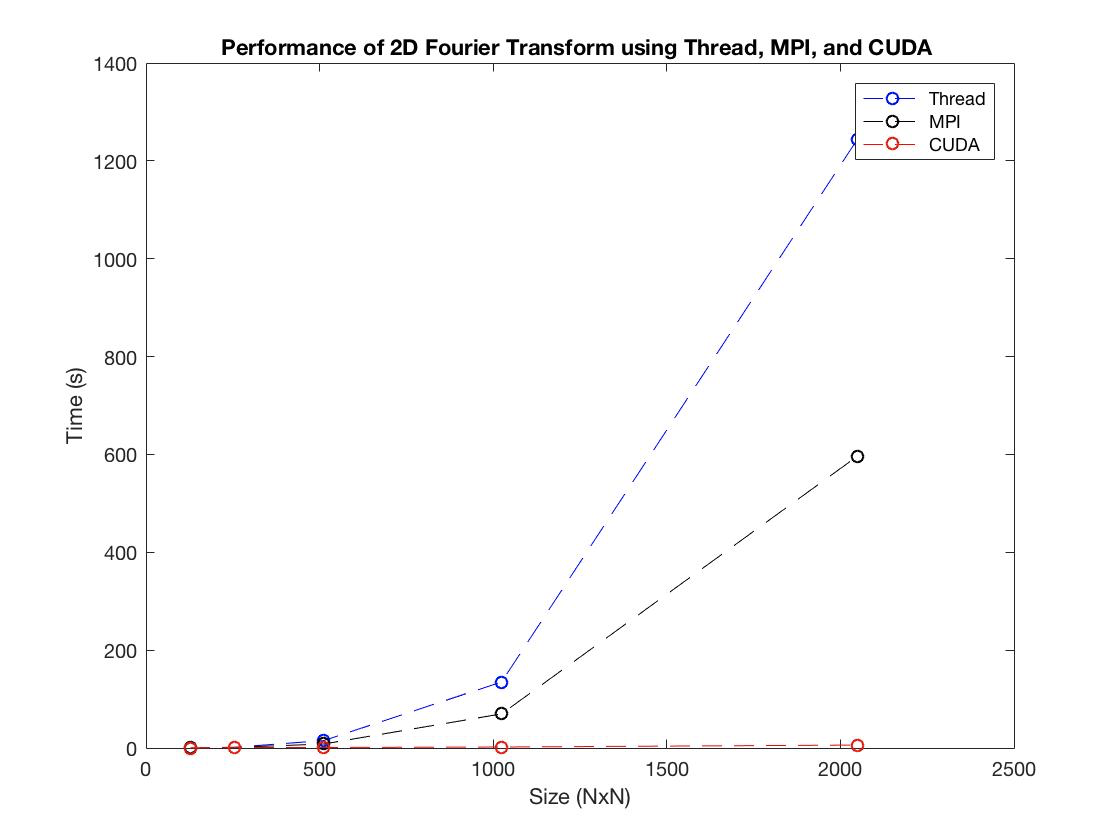 Performance of 2D Fourier Transform using Thread, MPI, and CUDA
1400
1200
1000
800
600
400
200
0
Time (s)
Thread
MPI
CUDA
0 500 1000 1500 2000 2500
Size (NxN)